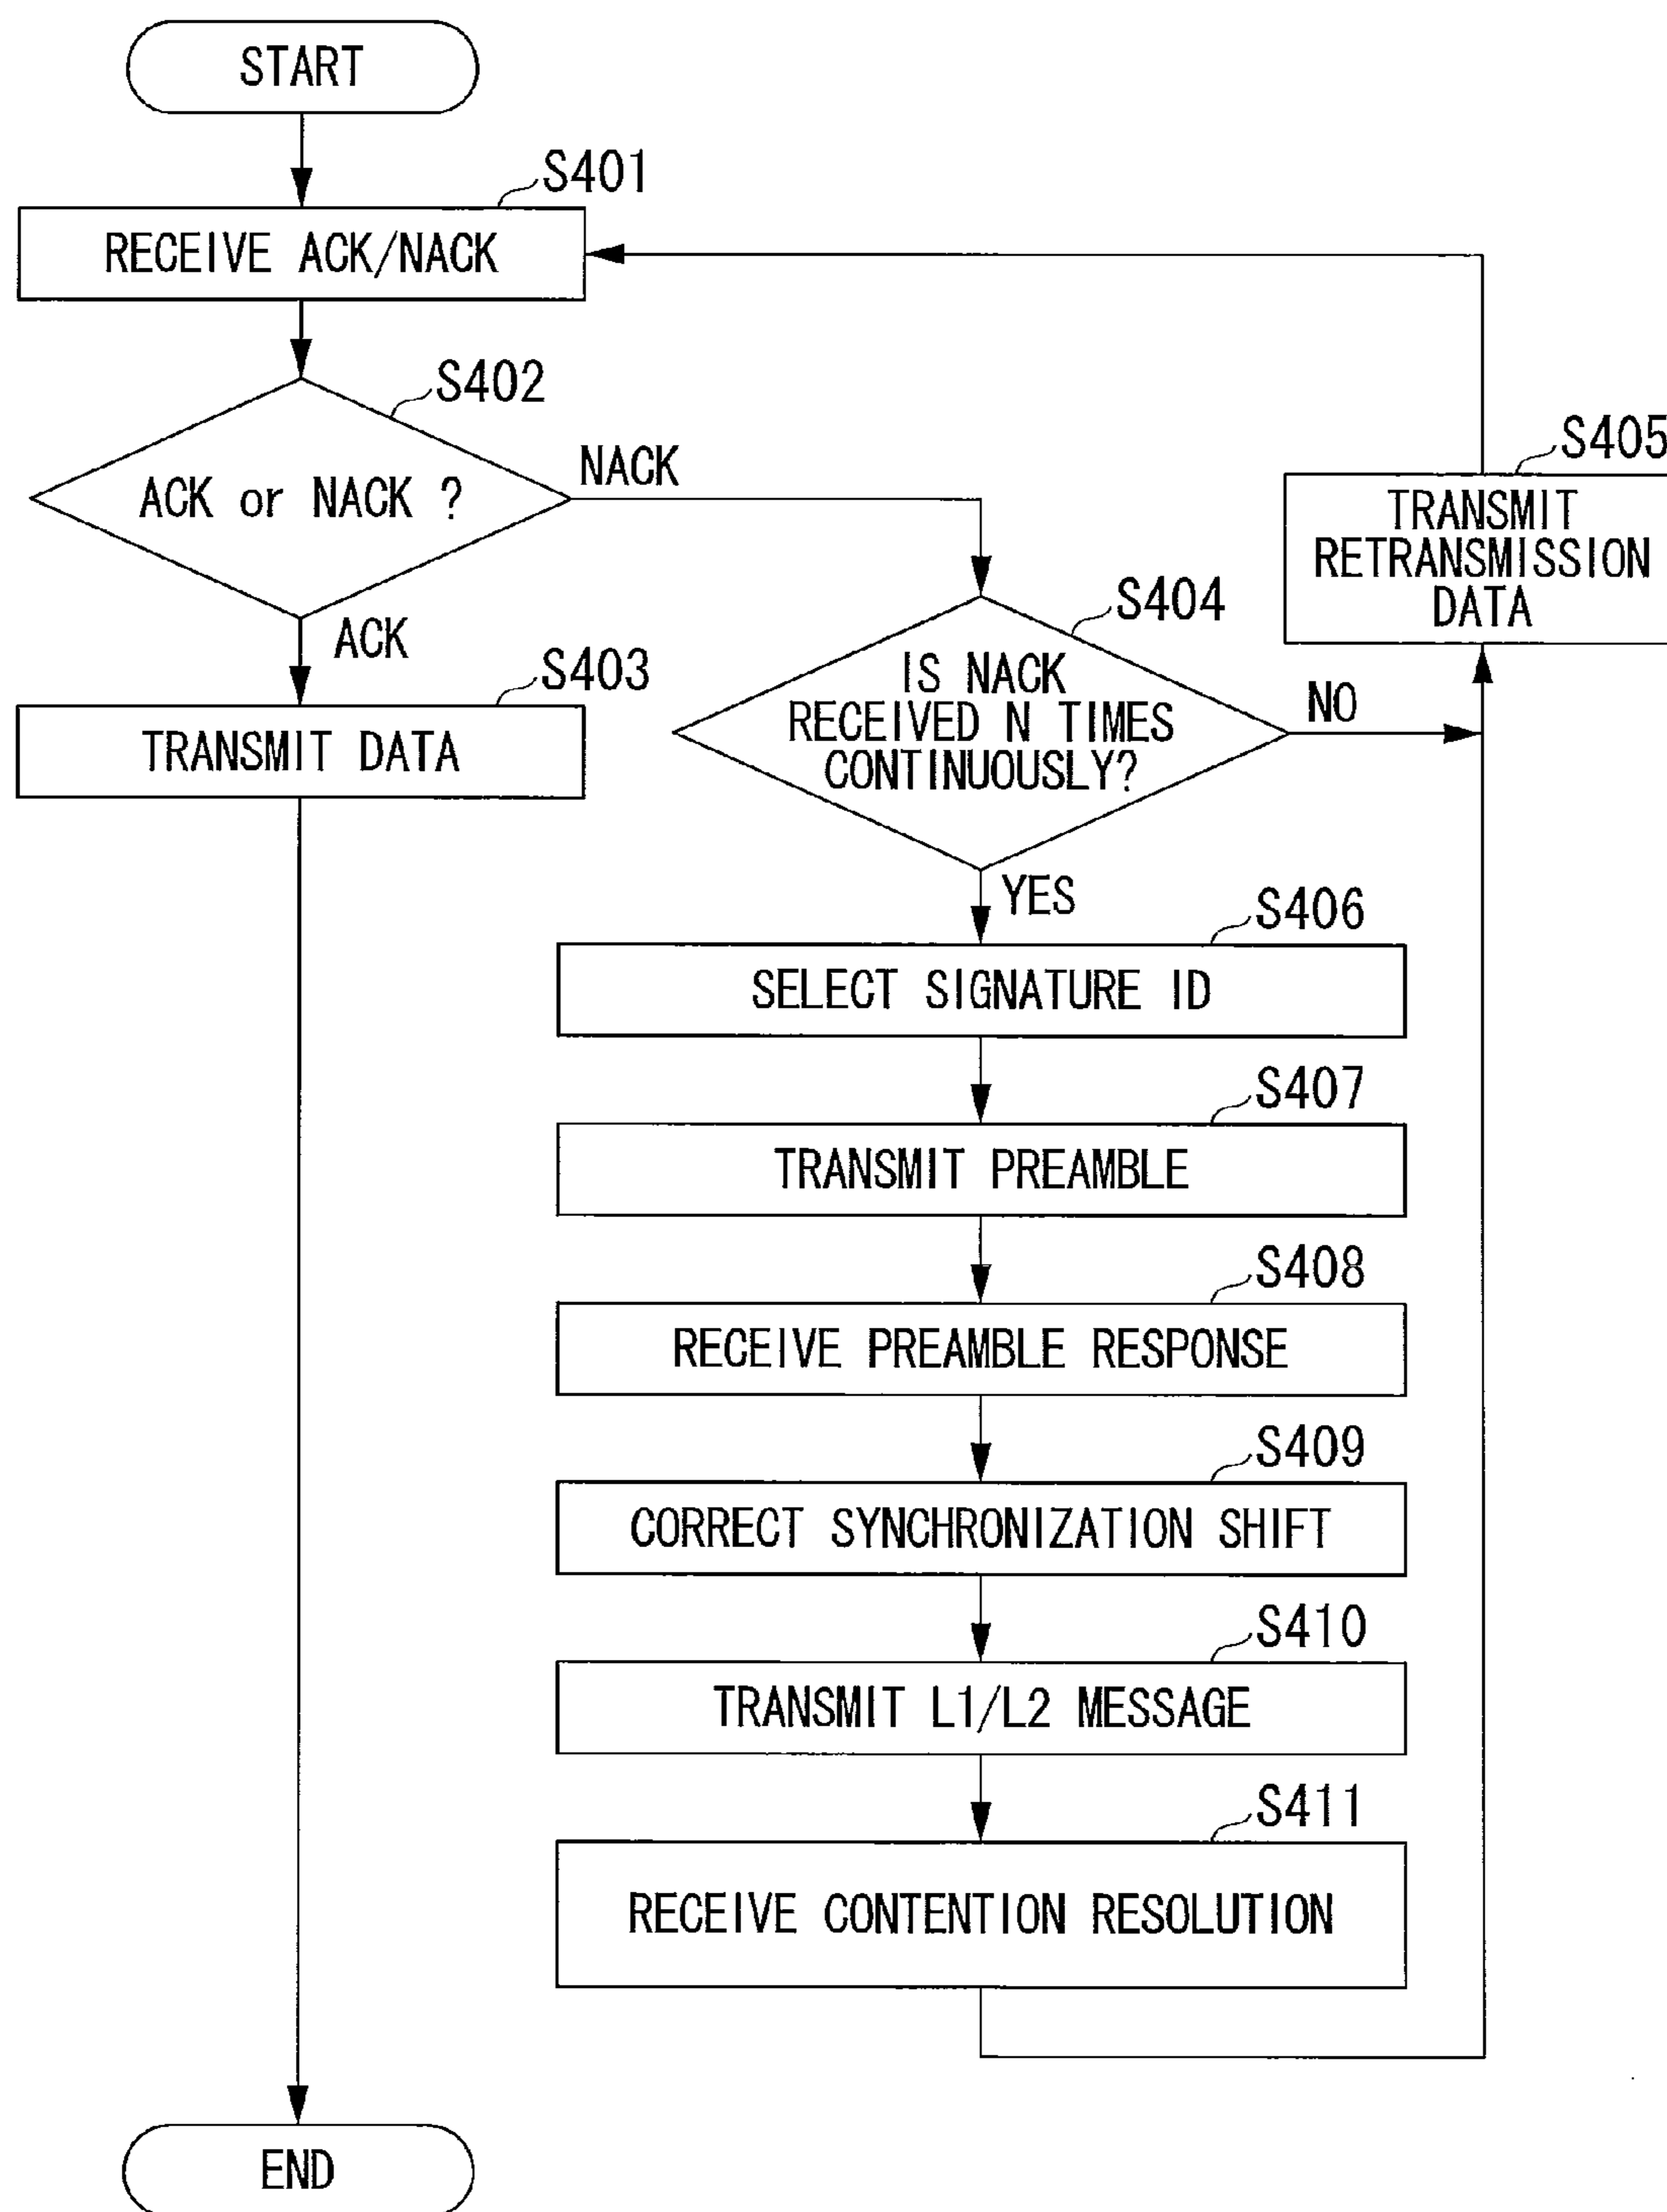 START
S401
RECEIVE ACK/NACK
S402
ACK or NACK ?
NACK
ACK
S403
TRANSMIT DATA
S404
IS NACK
RECEIVED N TIMES
CONTINUOUSLY?
NO
YES
S405
TRANSMIT
RETRANSMISSION
DATA
S406
SELECT SIGNATURE ID
S407
TRANSMIT PREAMBLE
S408
RECEIVE PREAMBLE RESPONSE
S409
CORRECT SYNCHRONIZATION SHIFT
S410
TRANSMIT L1/L2 MESSAGE
S411
RECEIVE CONTENTION RESOLUTION
END